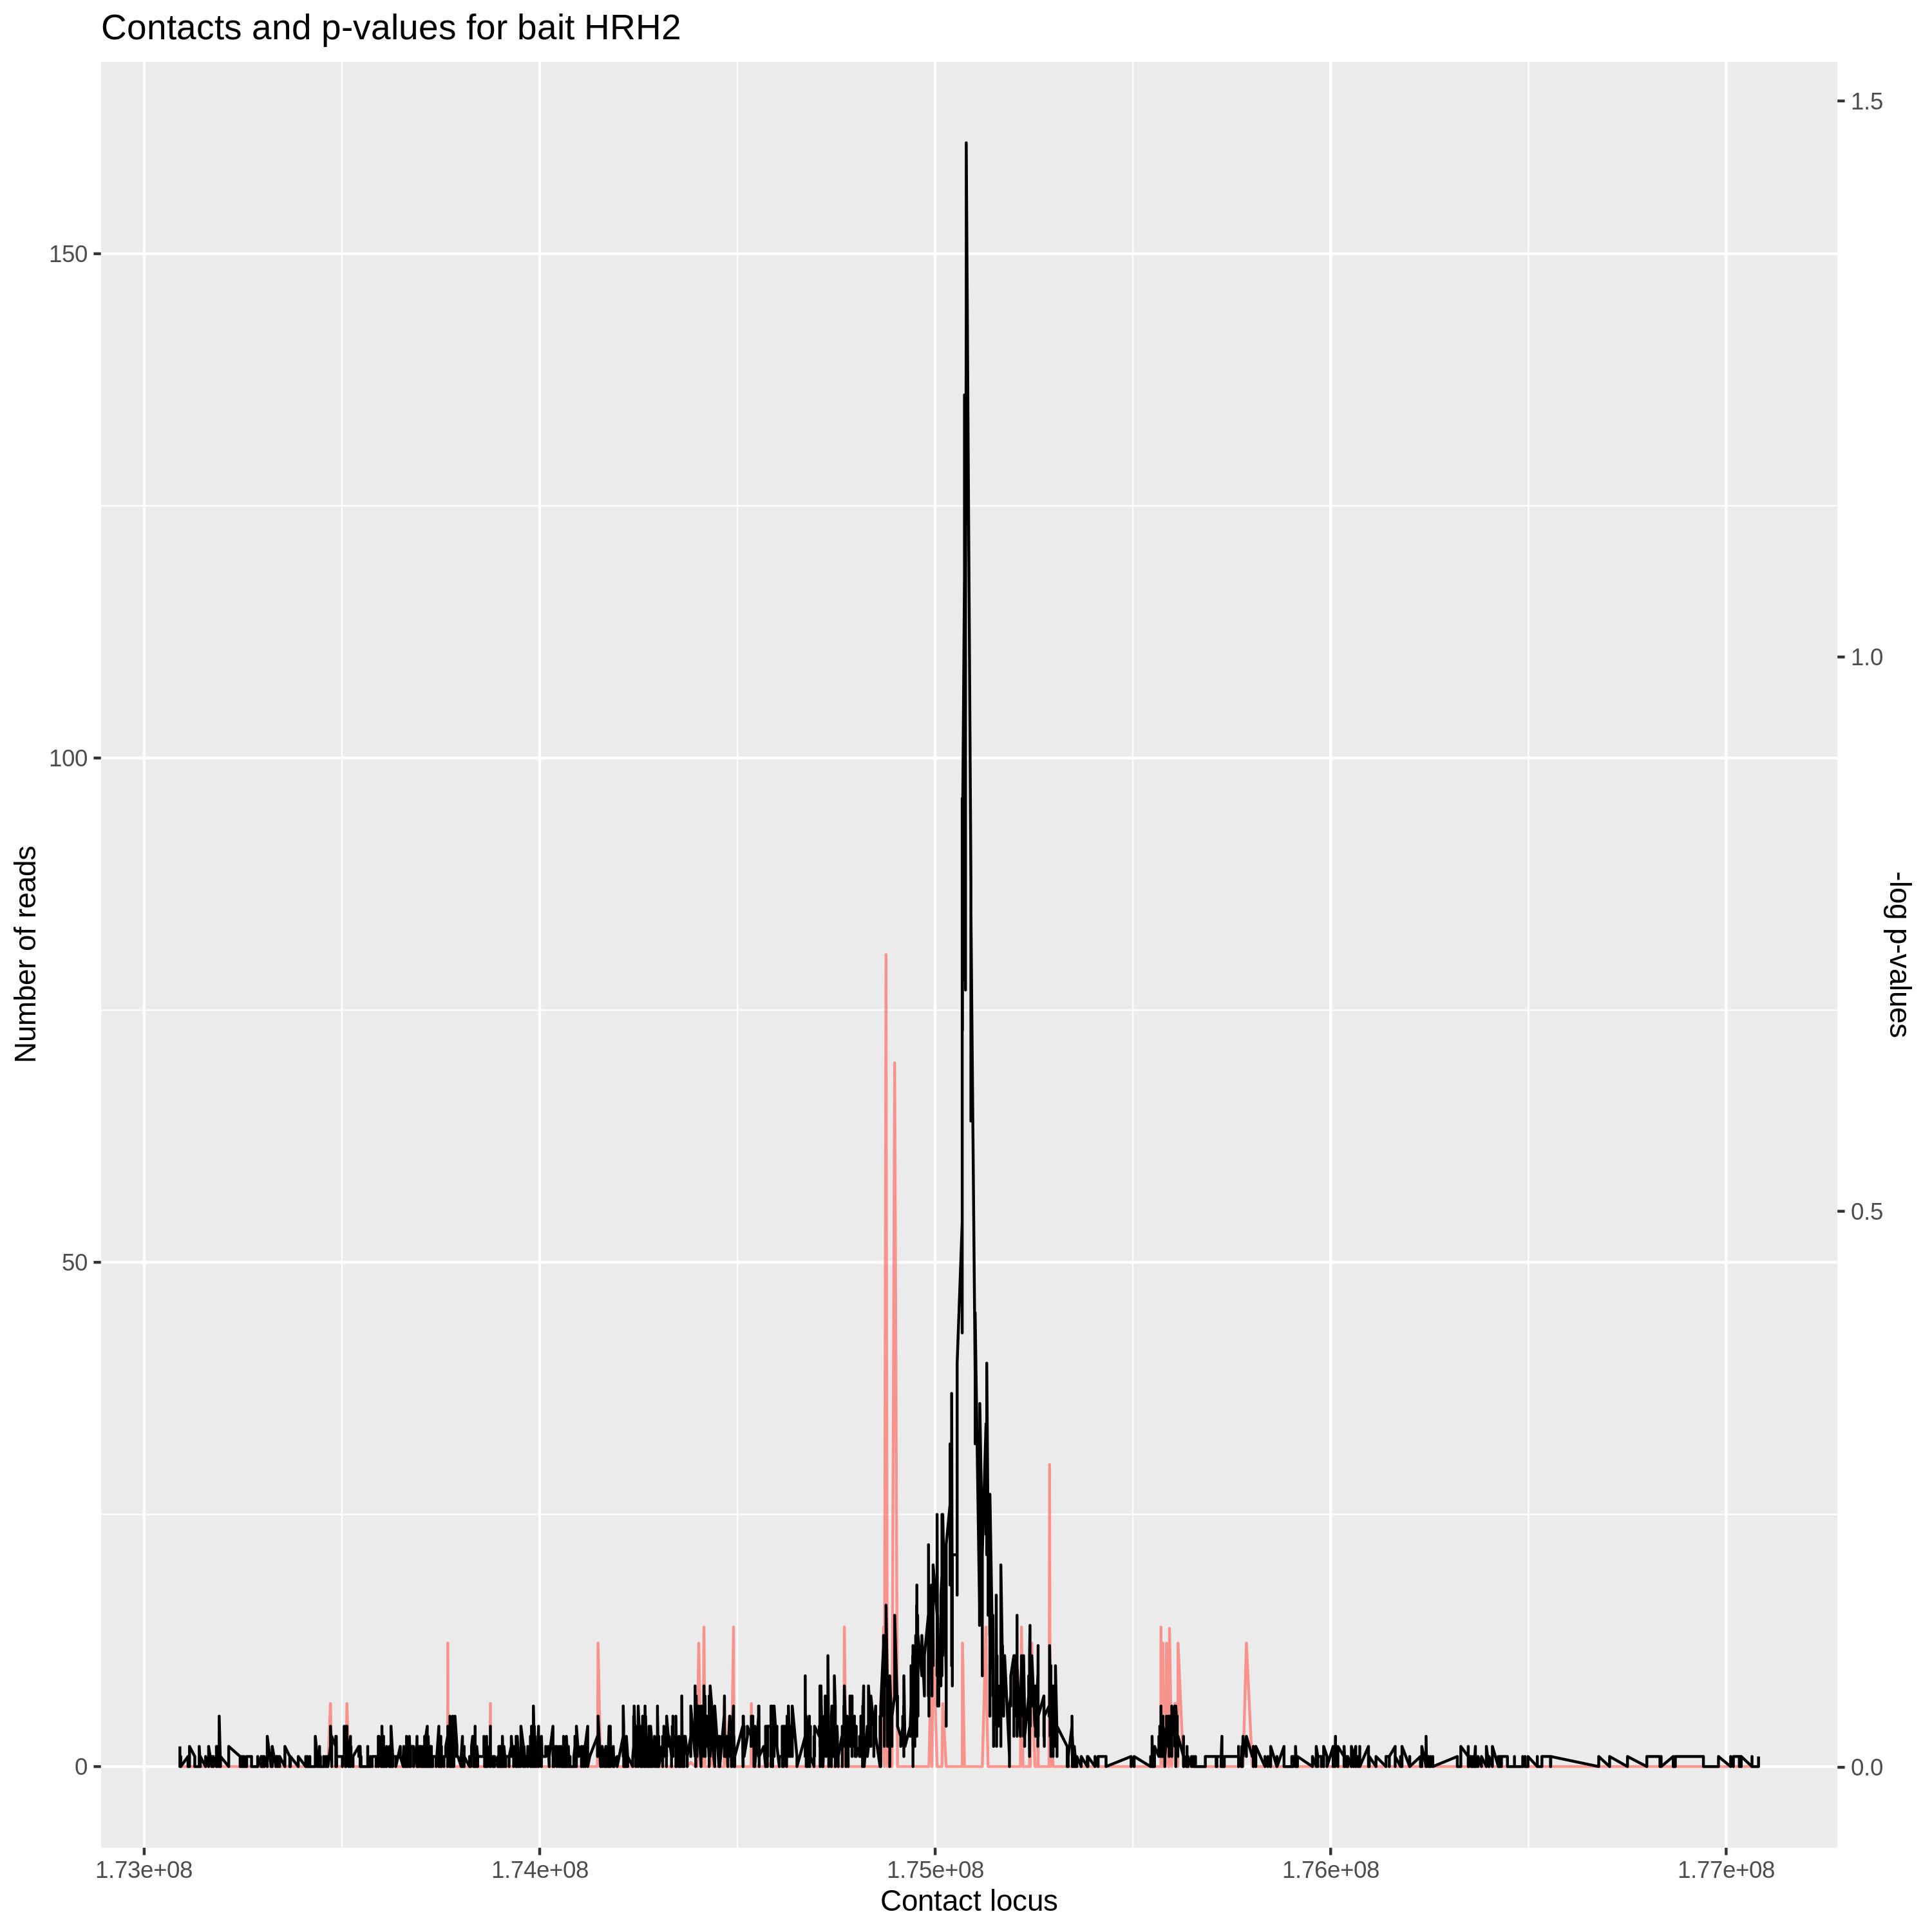 Contacts and p-values for bait HRH2
Number of reads
150
100
50
0
1.5
1.0
0.5
0.0
-log p-values
1.73e+08
1.74e+08
1.75e+08
1.76e+08
1.77e+08
Contact locus